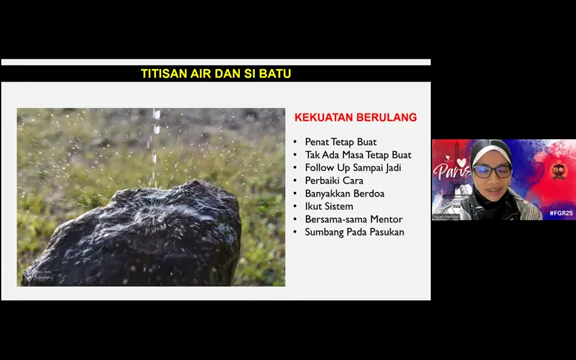 TITISAN AIR DAN SI BATU
KEKUATAN BERULANG
• Penat Tetap Buat
• Tak Ada Masa Tetap Buat
• Follow Up Sampai Jadi
• Perbaiki Cara
• Banyakkan Berdoa
• Ikut Sistem
• Bersama-sama Mentor
• Sumbang Pada Pasukan
Paris
#FGR25